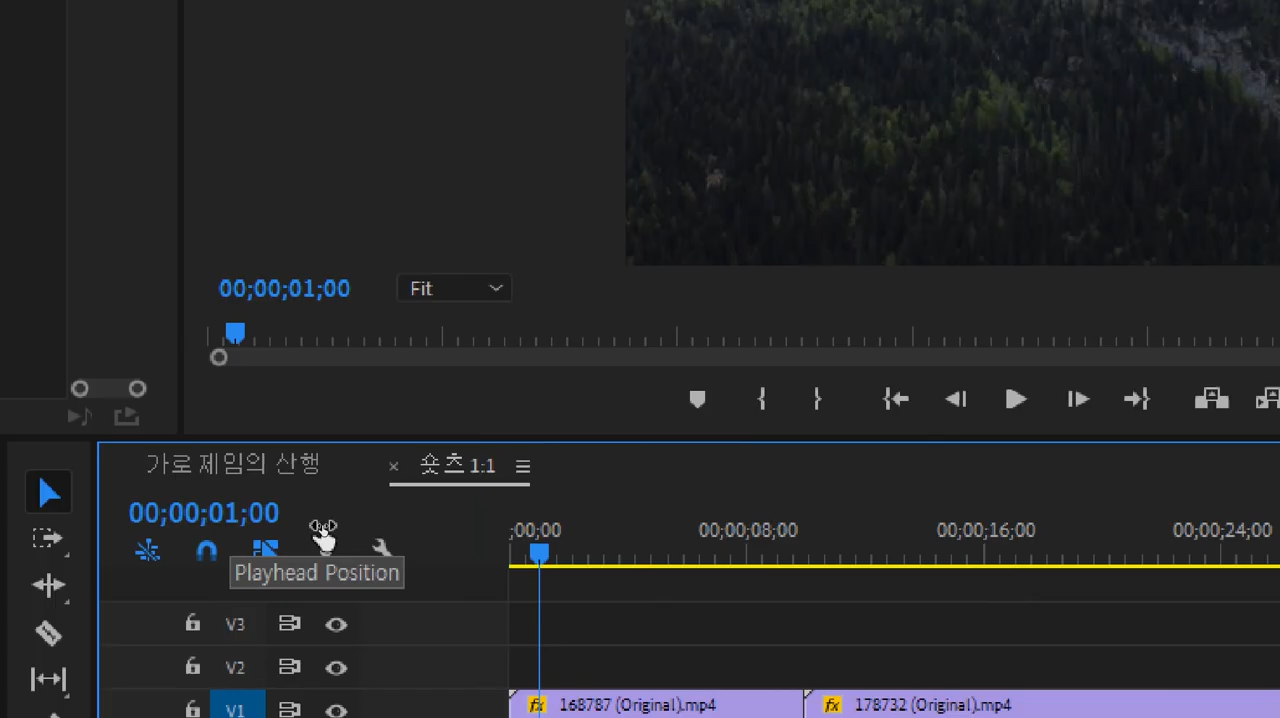 00;00;01;00
Fit
가로 제임의 산행
× 숏츠 1:1
00;00;01;00
;00;00 00;00;08;00 00;00;16;00 00;00;24;00
Playhead Position
V3
V2
V1
fx 168787 (Original).mp4
fx 178732 (Original).mp4